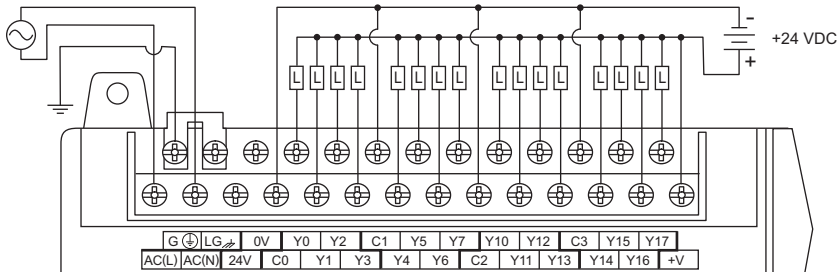 -
+24 VDC
+
L L L L L L L L L L L L L L L L
G LG 0V Y0 Y2 C1 Y5 Y7 Y10 Y12 C3 Y15 Y17
AC(L) AC(N) 24V C0 Y1 Y3 Y4 Y6 C2 Y11 Y13 Y14 Y16 +V